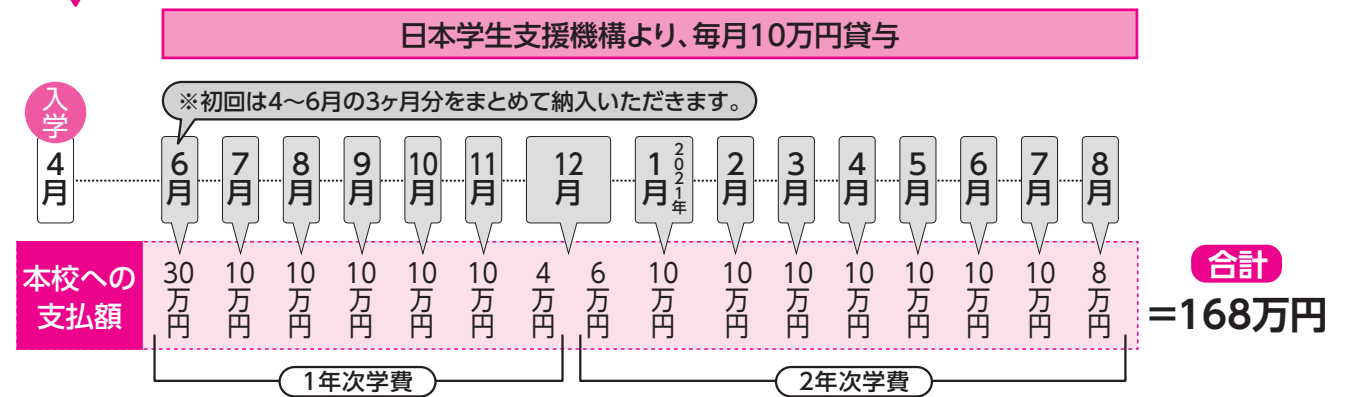 日本学生支援機構より、毎月10万円貸与
入学
※初回は4〜6月の3ヶ月分をまとめて納入いただきます。
4月 6月 7月 8月 9月 10月 11月 12月 1月 2021年 2月 3月 4月 5月 6月 7月 8月
本校への
支払額
30万円 10万円 10万円 10万円 10万円 10万円 4万円 6万円 10万円 10万円 10万円 10万円 10万円 10万円 10万円 8万円
合計
=168万円
1年次学費 2年次学費